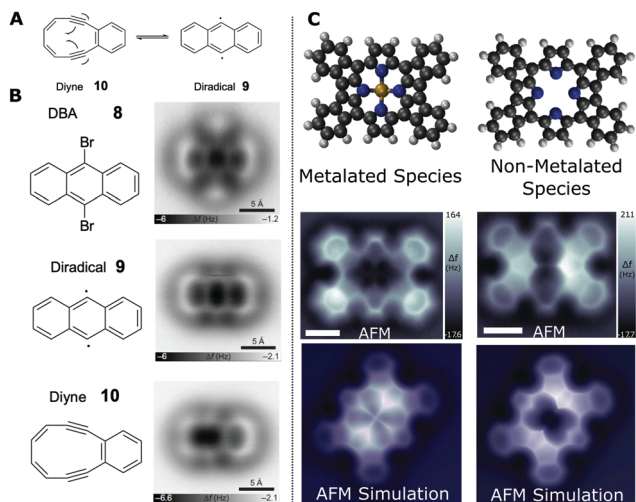 A
Diyne 10
Diradical 9
B
DBA 8
Br
Br
5 Å
–6 Δf (Hz) –1.2
Diradical 9
5 Å
–6 Δf (Hz) –2.1
Diyne 10
5 Å
–6.6 Δf (Hz) –2.1
C
Metalated Species
Non-Metalated
Species
164
Δf
(Hz)
-17.6
AFM
211
Δf
(Hz)
-17.7
AFM
AFM Simulation
AFM Simulation